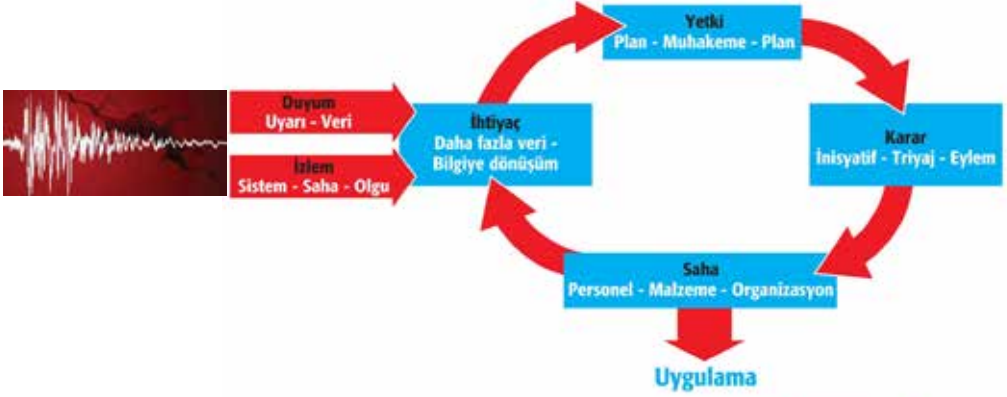 Duyum
Uyarı - Veri
İzlem
Sistem - Saha - Olgu
İhtiyaç
Daha fazla veri -
Bilgiye dönüşüm
Yetki
Plan - Muhakeme - Plan
Karar
İnisyatif - Triyaj - Eylem
Saha
Personel - Malzeme - Organizasyon
Uygulama